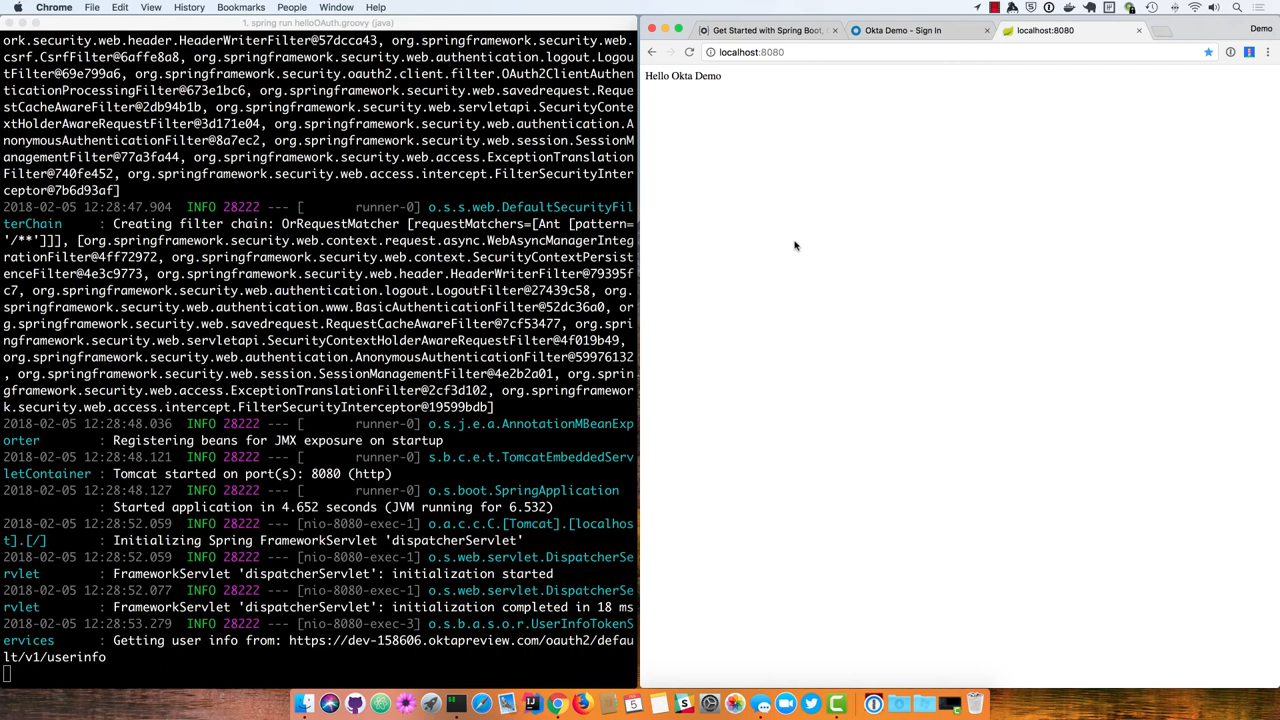 Chrome File Edit View History Bookmarks People Window Help
1. spring run helloOAuth.groovy (java)
ork.security.web.header.HeaderWriterFilter@57dcca43, org.springframework.security.web.
csrf.CsrfFilter@6affe8a8, org.springframework.security.web.authentication.logout.Logou
tFilter@69e799a6, org.springframework.security.oauth2.client.filter.OAuth2ClientAuthen
ticationProcessingFilter@673e1bc6, org.springframework.security.web.savedrequest.Reque
stCacheAwareFilter@2db94b1b, org.springframework.security.web.servletapi.SecurityConte
xtHolderAwareRequestFilter@3d171e04, org.springframework.security.web.authentication.A
nonymousAuthenticationFilter@8a7ec2, org.springframework.security.web.session.SessionM
anagementFilter@77a3fa44, org.springframework.security.web.access.ExceptionTranslation
Filter@740fe452, org.springframework.security.web.access.intercept.FilterSecurityInter
ceptor@7b6d93af]
2018-02-05 12:28:47.904 INFO 28222 --- [ runner-0] o.s.s.web.DefaultSecurityFil
terChain : Creating filter chain: OrRequestMatcher [requestMatchers=[Ant [pattern=
'/**']]], [org.springframework.security.web.context.request.async.WebAsyncManagerInteg
rationFilter@4ff72972, org.springframework.security.web.context.SecurityContextPersist
enceFilter@4e3c9773, org.springframework.security.web.header.HeaderWriterFilter@79395f
c7, org.springframework.security.web.authentication.logout.LogoutFilter@27439c58, org.
springframework.security.web.authentication.www.BasicAuthenticationFilter@52dc36a0, or
g.springframework.security.web.savedrequest.RequestCacheAwareFilter@7cf53477, org.spri
ngframework.security.web.servletapi.SecurityContextHolderAwareRequestFilter@4f019b49,
org.springframework.security.web.authentication.AnonymousAuthenticationFilter@59976132
, org.springframework.security.web.session.SessionManagementFilter@4e2b2a01, org.sprin
gframework.security.web.access.ExceptionTranslationFilter@2cf3d102, org.springframewor
k.security.web.access.intercept.FilterSecurityInterceptor@19599bdb]
2018-02-05 12:28:48.036 INFO 28222 --- [ runner-0] o.s.j.e.a.AnnotationMBeanExp
orter : Registering beans for JMX exposure on startup
2018-02-05 12:28:48.121 INFO 28222 --- [ runner-0] s.b.c.e.t.TomcatEmbeddedServ
letContainer : Tomcat started on port(s): 8080 (http)
2018-02-05 12:28:48.127 INFO 28222 --- [ runner-0] o.s.boot.SpringApplication
: Started application in 4.652 seconds (JVM running for 6.532)
2018-02-05 12:28:52.059 INFO 28222 --- [nio-8080-exec-1] o.a.c.c.C.[Tomcat].[localhos
t].[/] : Initializing Spring FrameworkServlet 'dispatcherServlet'
2018-02-05 12:28:52.059 INFO 28222 --- [nio-8080-exec-1] o.s.web.servlet.DispatcherSe
rvlet : FrameworkServlet 'dispatcherServlet': initialization started
2018-02-05 12:28:52.077 INFO 28222 --- [nio-8080-exec-1] o.s.web.servlet.DispatcherSe
rvlet : FrameworkServlet 'dispatcherServlet': initialization completed in 18 ms
2018-02-05 12:28:53.279 INFO 28222 --- [nio-8080-exec-3] o.s.b.a.s.o.r.UserInfoTokenS
ervices : Getting user info from: https://dev-158606.oktapreview.com/oauth2/defau
lt/v1/userinfo
Get Started with Spring Boot, Okta Demo - Sign In localhost:8080 Demo
localhost:8080
Hello Okta Demo
5